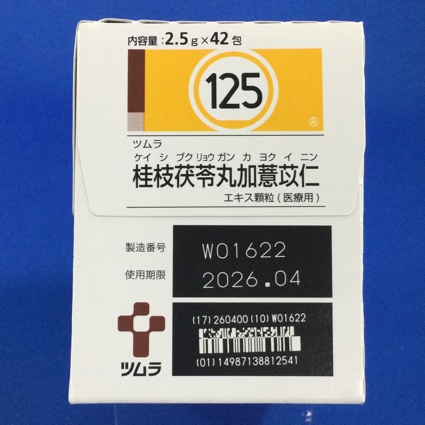 内容量:2.5g×42包
125
®
ツムラ
ケイ シ ブク リョウ ガン カ ヨク イ ニン
桂枝茯苓丸加薏苡仁
エキス顆粒(医療用)
製造番号 W01622
使用期限 2026.04
(17)260400(10)W01622
(01)14987138812541
ツムラ